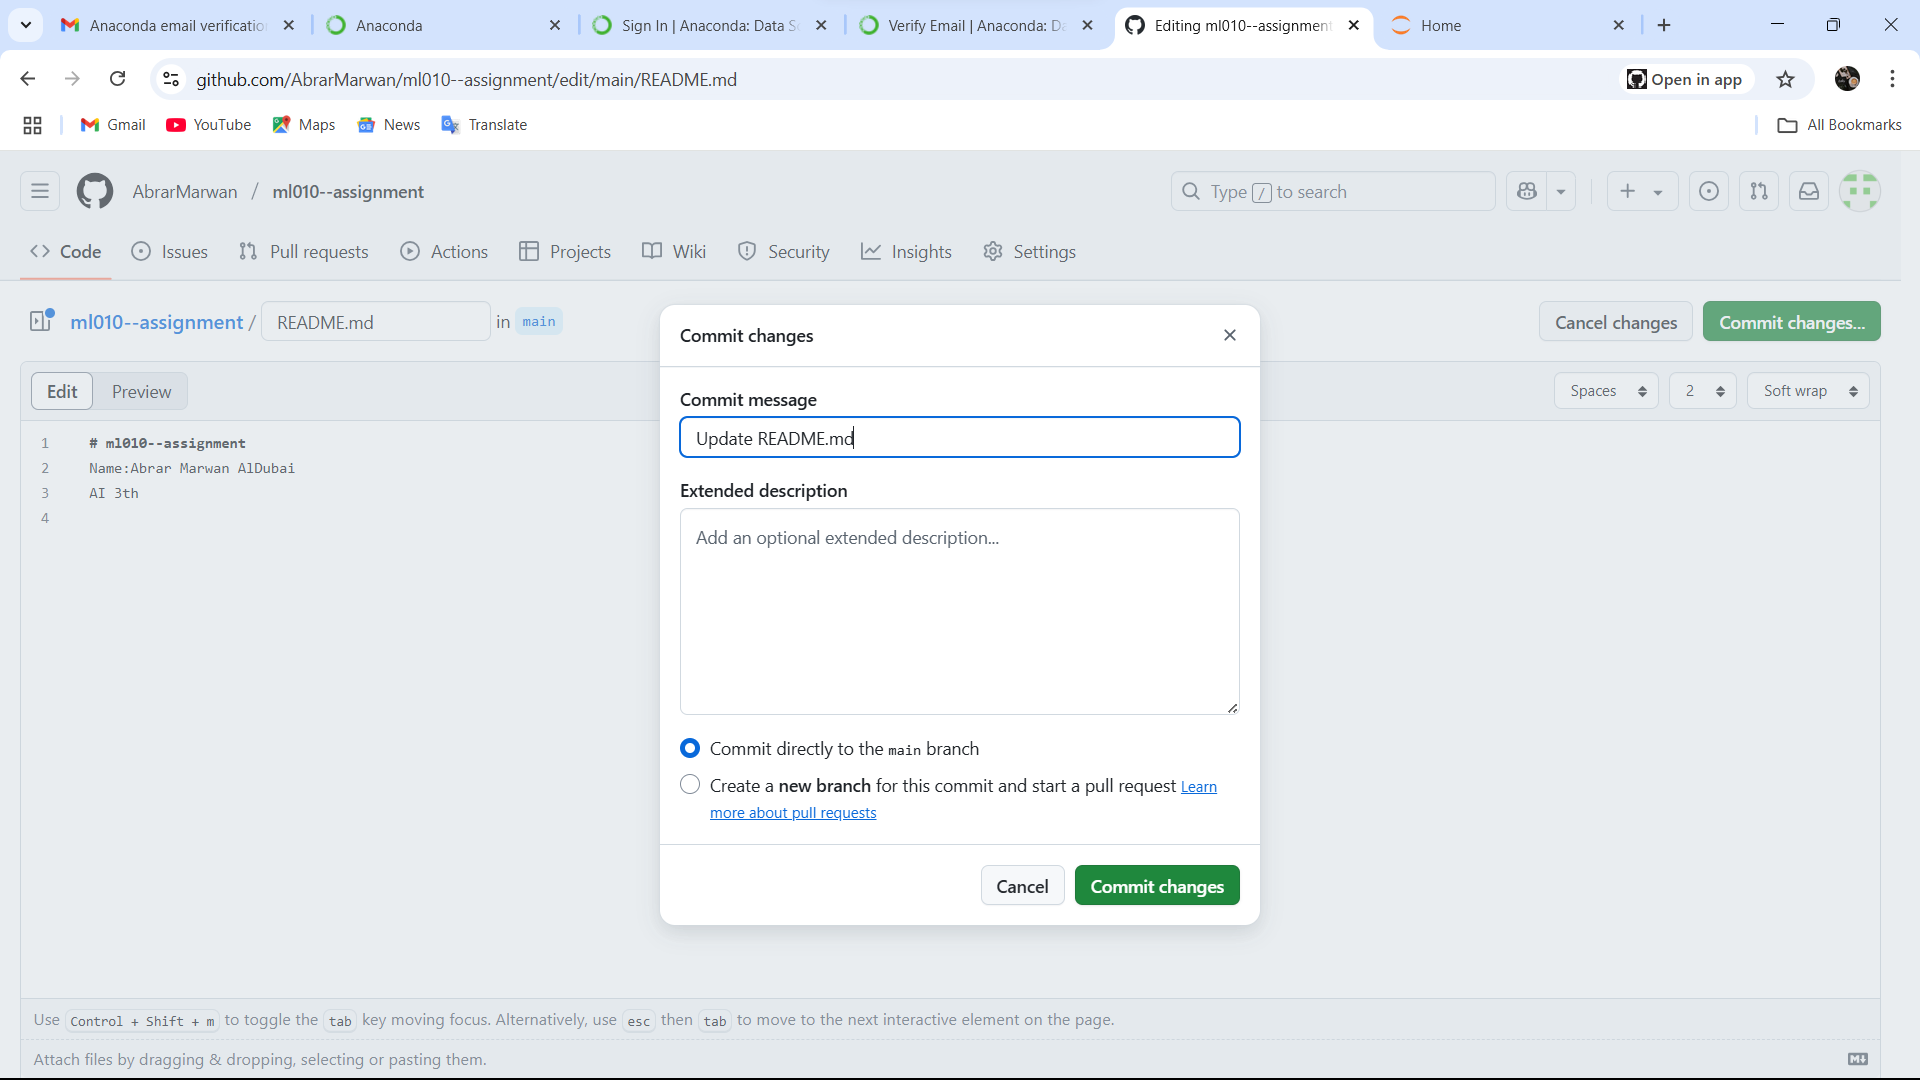 Anaconda email verificatio
Anaconda
Sign In | Anaconda: Data Sc
Verify Email | Anaconda: Da
Editing ml010--assignment
Home
github.com/AbrarMarwan/ml010--assignment/edit/main/README.md
Open in app
Gmail
YouTube
Maps
News
Translate
All Bookmarks
AbrarMarwan / ml010--assignment
Type / to search
Code
Issues
Pull requests
Actions
Projects
Wiki
Security
Insights
Settings
ml010--assignment / README.md in main
Cancel changes
Commit changes...
Edit
Preview
Spaces
2
Soft wrap
1 # ml010--assignment
2 Name:Abrar Marwan AlDubai
3 AI 3th
4
Commit changes
Commit message
Update README.md
Extended description
Add an optional extended description...
Commit directly to the main branch
Create a new branch for this commit and start a pull request Learn
more about pull requests
Cancel
Commit changes
Use Control + Shift + m to toggle the tab key moving focus. Alternatively, use esc then tab to move to the next interactive element on the page.
Attach files by dragging & dropping, selecting or pasting them.